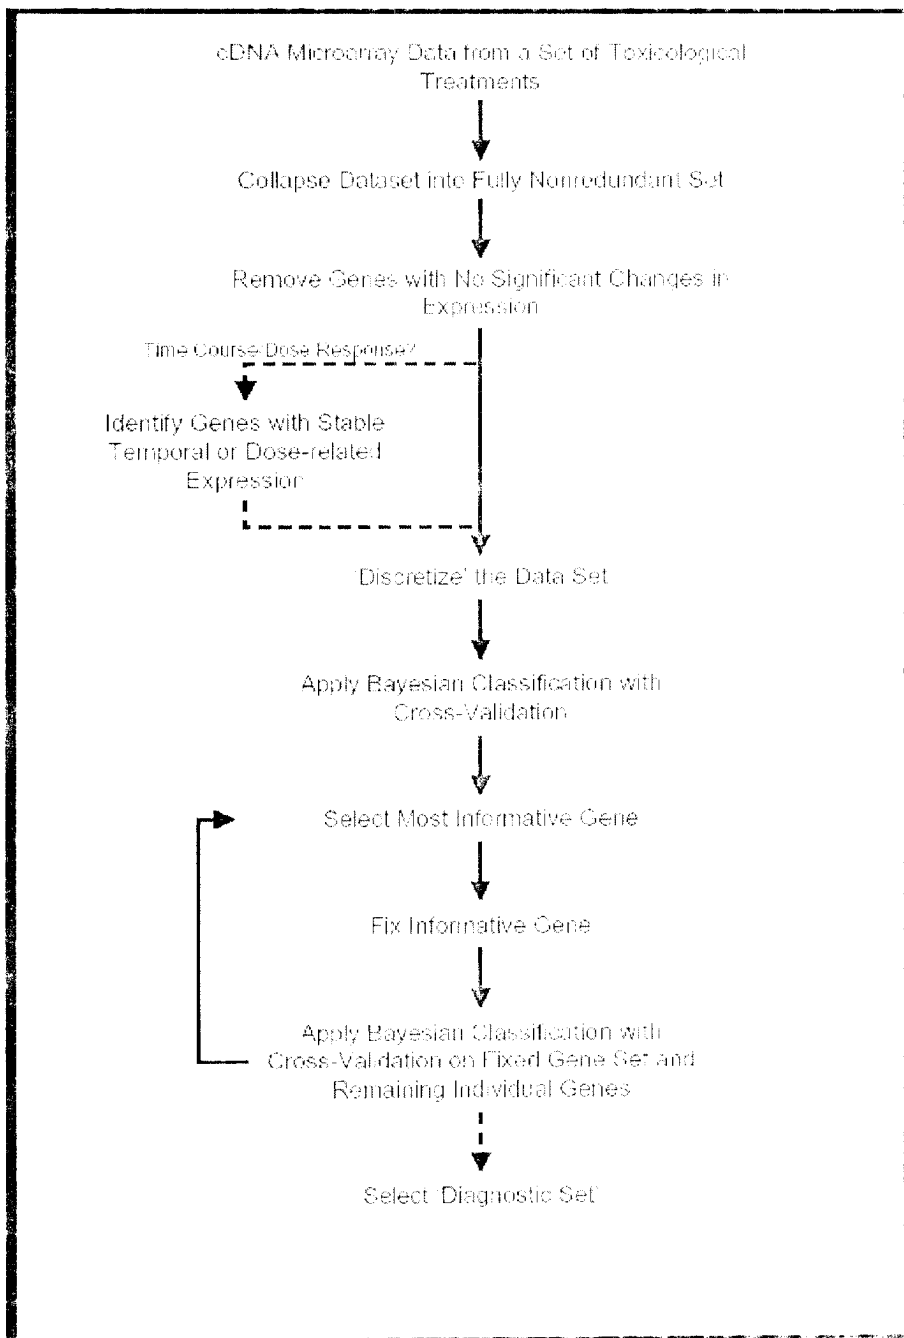 cDNA Microarray Data from a Set of Toxicological
Treatments
Collapse Dataset into Fully Nonredundant Set
Remove Genes with No Significant Changes in
Expression
Time Course/Dose Response?
Identify Genes with Stable
Temporal or Dose-related
Expression
'Discretize' the Data Set
Apply Bayesian Classification with
Cross-Validation
Select Most Informative Gene
Fix Informative Gene
Apply Bayesian Classification with
Cross-Validation on Fixed Gene Set and
Remaining Individual Genes
Select 'Diagnostic Set'